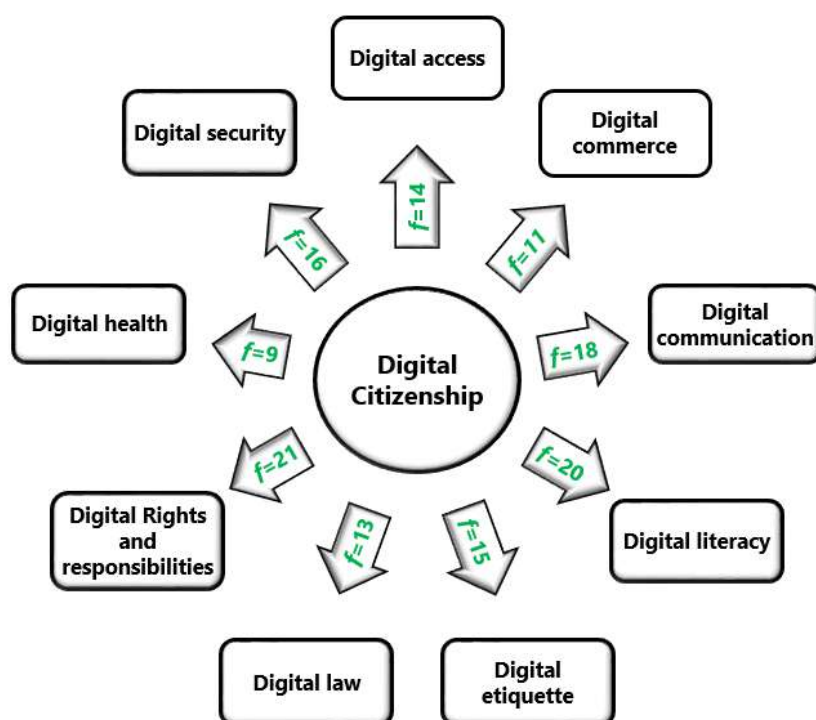 Digital access
f=14
Digital
commerce
f=11
Digital
communication
f=18
Digital literacy
f=20
Digital
etiquette
f=15
Digital law
f=13
Digital Rights
and
responsibilities
f=21
Digital health
f=9
Digital security
f=16
Digital
Citizenship